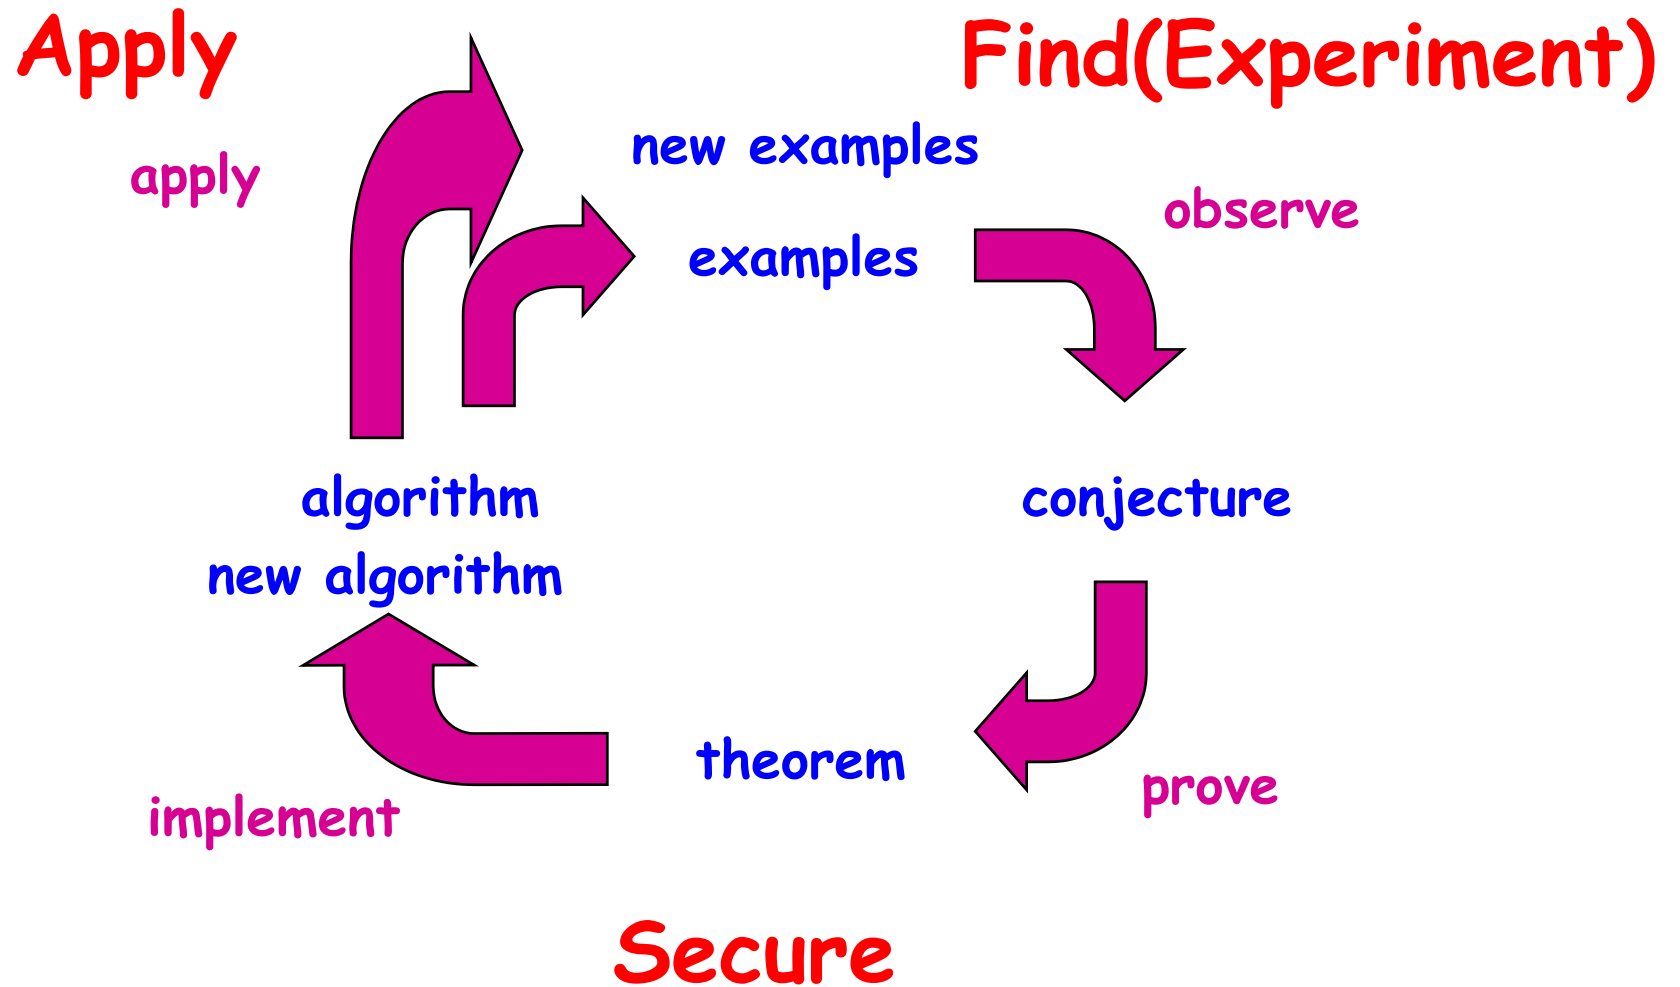 Apply
Find(Experiment)
new examples
apply
observe
examples
algorithm
conjecture
new algorithm
theorem
prove
implement
Secure